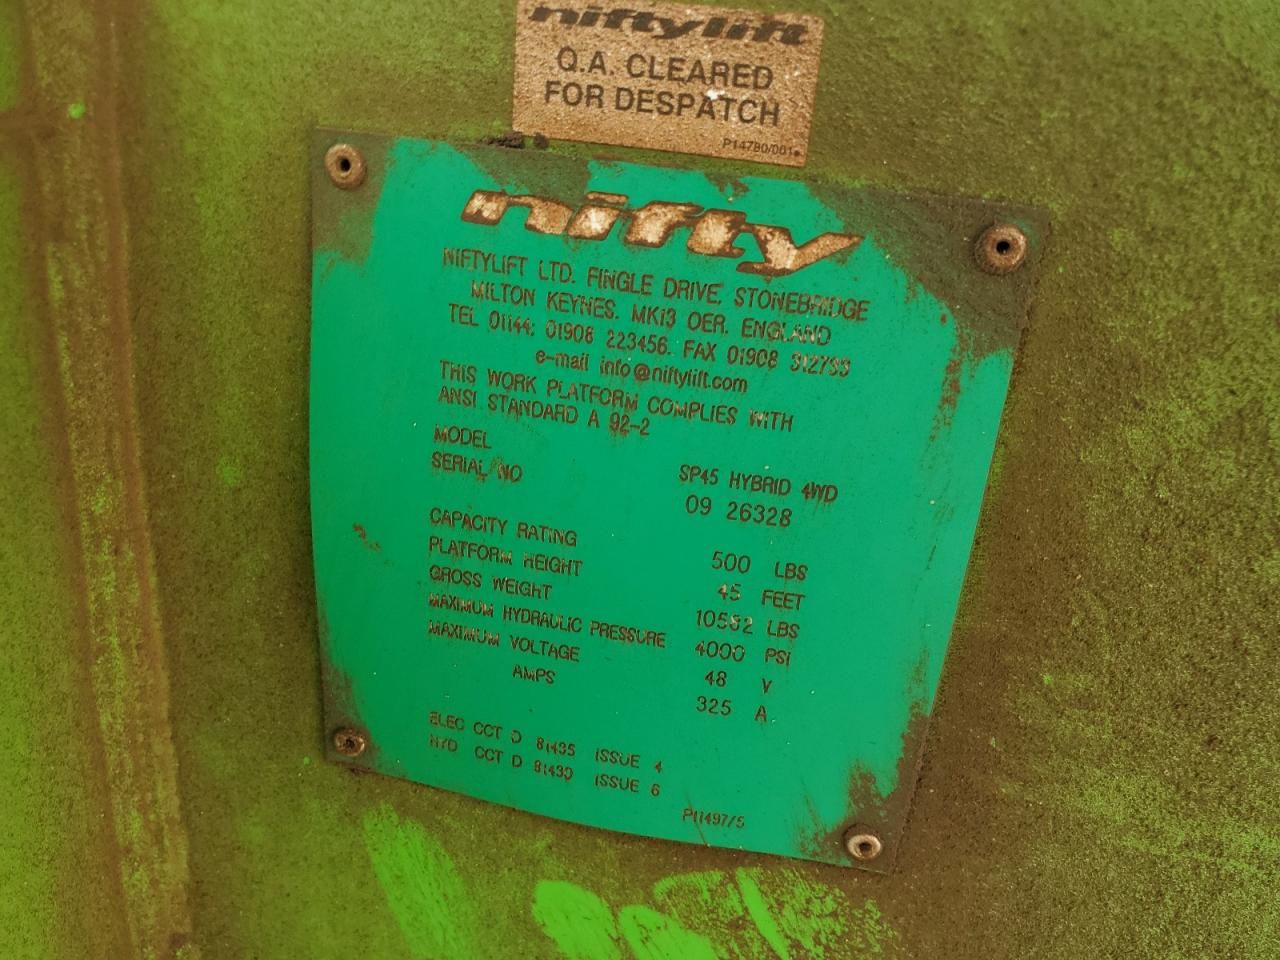 niftylift
Q.A. CLEARED
FOR DESPATCH
P14780/001
nifty
NIFTYLIFT LTD. FINGLE DRIVE, STONEBRIDGE
MILTON KEYNES. MK13 OER. ENGLAND
TEL 01144: 01908 223456. FAX 01908 312733
e-mail info@niftylift.com
THIS WORK PLATFORM COMPLIES WITH
ANSI STANDARD A 92-2
MODEL SP45 HYBRID 4WD
SERIAL NO 09 26328
CAPACITY RATING 500 LBS
PLATFORM HEIGHT 45 FEET
GROSS WEIGHT 10582 LBS
MAXIMUM HYDRAULIC PRESSURE 4000 PSI
MAXIMUM VOLTAGE 48 V
AMPS 325 A
ELEC CCT D 81435 ISSUE 4
HYD CCT D 81430 ISSUE 6
P11497/5